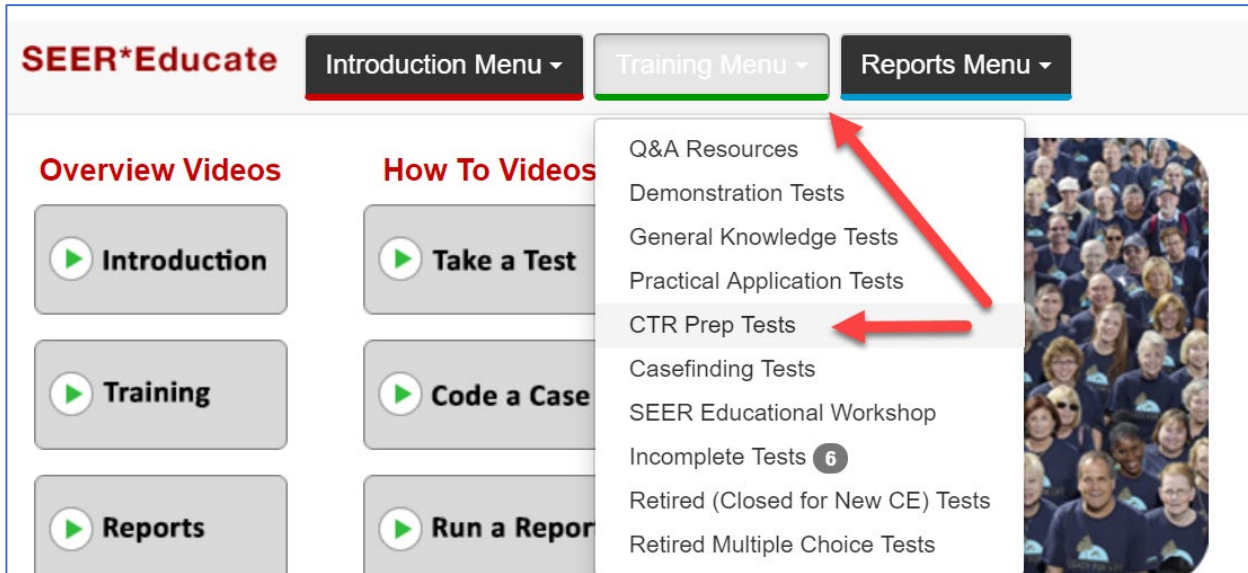 SEER*Educate
Introduction Menu
Training Menu
Reports Menu
Overview Videos
Introduction
Training
Reports
How To Videos
Take a Test
Code a Case
Run a Repor
Q&A Resources
Demonstration Tests
General Knowledge Tests
Practical Application Tests
CTR Prep Tests
Casefinding Tests
SEER Educational Workshop
Incomplete Tests 6
Retired (Closed for New CE) Tests
Retired Multiple Choice Tests